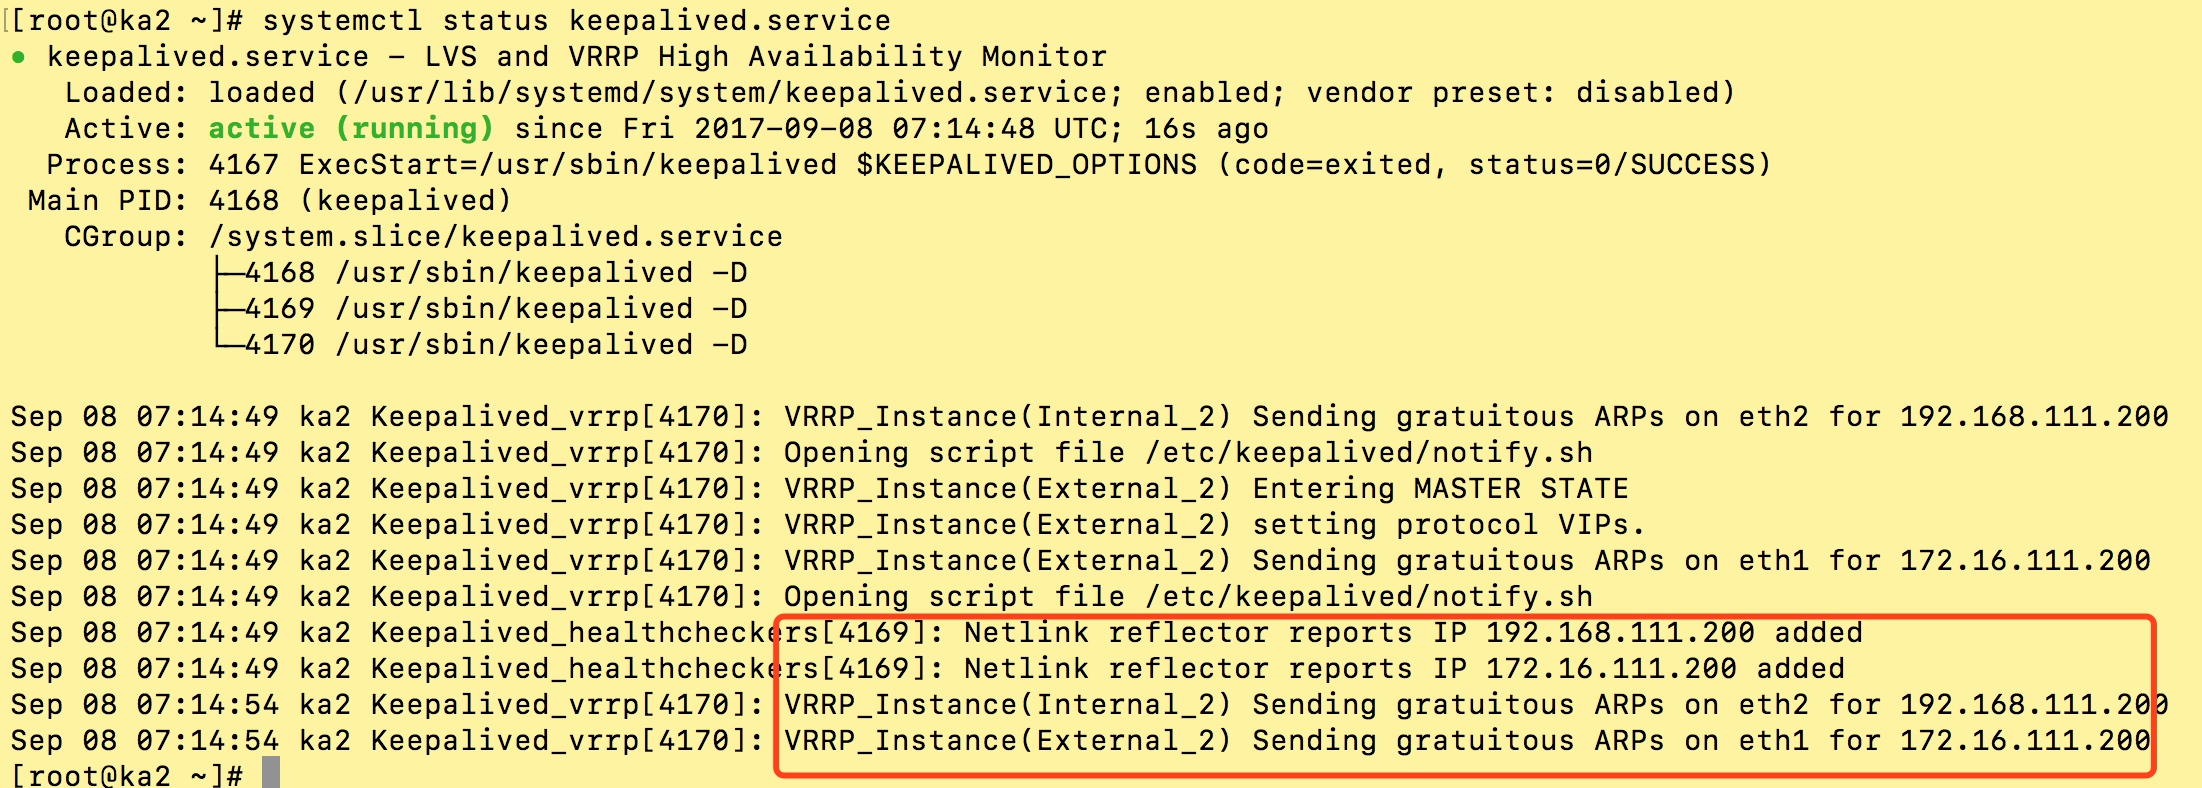 [root@ka2 ~]# systemctl status keepalived.service
● keepalived.service – LVS and VRRP High Availability Monitor
   Loaded: loaded (/usr/lib/systemd/system/keepalived.service; enabled; vendor preset: disabled)
   Active: active (running) since Fri 2017-09-08 07:14:48 UTC; 16s ago
  Process: 4167 ExecStart=/usr/sbin/keepalived $KEEPALIVED_OPTIONS (code=exited, status=0/SUCCESS)
 Main PID: 4168 (keepalived)
   CGroup: /system.slice/keepalived.service
           ├─4168 /usr/sbin/keepalived -D
           ├─4169 /usr/sbin/keepalived -D
           └─4170 /usr/sbin/keepalived -D
Sep 08 07:14:49 ka2 Keepalived_vrrp[4170]: VRRP_Instance(Internal_2) Sending gratuitous ARPs on eth2 for 192.168.111.200
Sep 08 07:14:49 ka2 Keepalived_vrrp[4170]: Opening script file /etc/keepalived/notify.sh
Sep 08 07:14:49 ka2 Keepalived_vrrp[4170]: VRRP_Instance(External_2) Entering MASTER STATE
Sep 08 07:14:49 ka2 Keepalived_vrrp[4170]: VRRP_Instance(External_2) setting protocol VIPs.
Sep 08 07:14:49 ka2 Keepalived_vrrp[4170]: VRRP_Instance(External_2) Sending gratuitous ARPs on eth1 for 172.16.111.200
Sep 08 07:14:49 ka2 Keepalived_vrrp[4170]: Opening script file /etc/keepalived/notify.sh
Sep 08 07:14:49 ka2 Keepalived_healthcheckers[4169]: Netlink reflector reports IP 192.168.111.200 added
Sep 08 07:14:49 ka2 Keepalived_healthcheckers[4169]: Netlink reflector reports IP 172.16.111.200 added
Sep 08 07:14:54 ka2 Keepalived_vrrp[4170]: VRRP_Instance(Internal_2) Sending gratuitous ARPs on eth2 for 192.168.111.200
Sep 08 07:14:54 ka2 Keepalived_vrrp[4170]: VRRP_Instance(External_2) Sending gratuitous ARPs on eth1 for 172.16.111.200
[root@ka2 ~]#